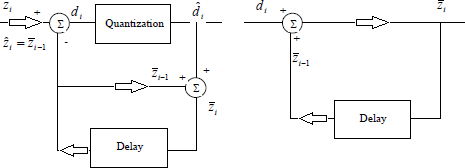 z_i + Σ d_i Quantization d̂_i
ẑ_i = z̄_{i-1} -
z̄_{i-1} + + Σ
z̄_i
Delay
d_i + Σ z̄_i
+
z̄_{i-1}
Delay